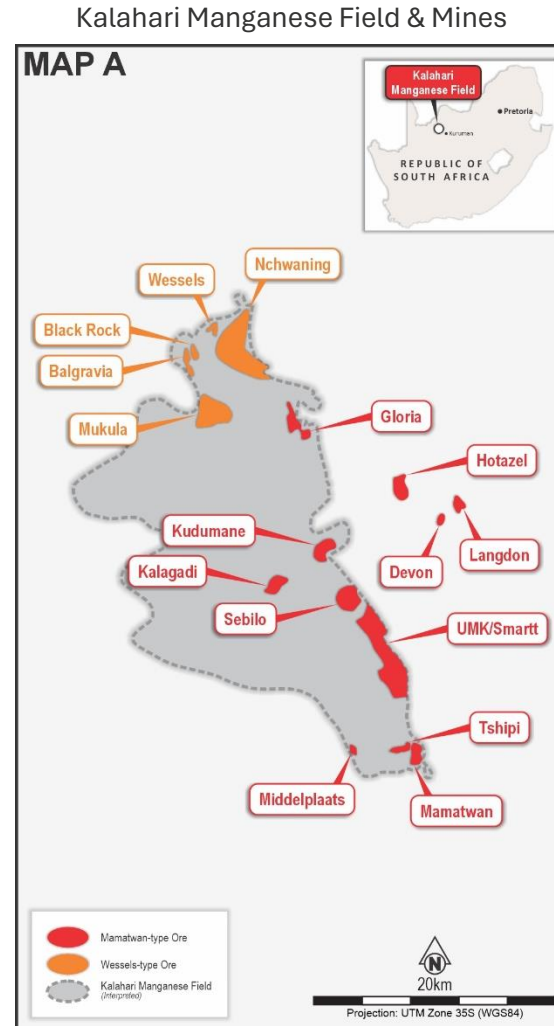 Kalahari Manganese Field & Mines
MAP A
Kalahari
Manganese Field
Pretoria
Kurumen
REPUBLIC OF
SOUTH AFRICA
Nchwaning
Wessels
Black Rock
Balgravia
Mukula
Gloria
Hotazel
Kudumane
Devon
Langdon
Kalagadi
Sebilo
UMK/Smartt
Tshipi
Middelplaats
Mamatwan
Mamatwan-type Ore
Wessels-type Ore
Kalahari Manganese Field
(Interpreted)
N
20km
Projection: UTM Zone 35S (WGS84)